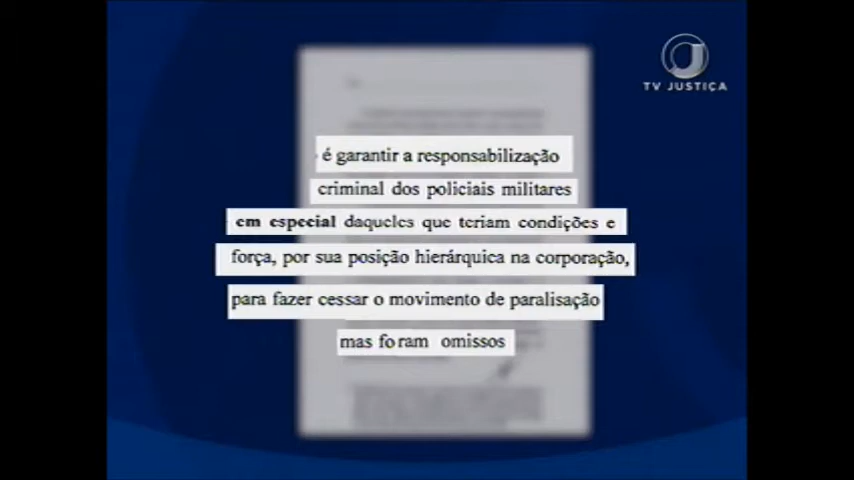 TV JUSTIÇA
é garantir a responsabilização
criminal dos policiais militares
em especial daqueles que teriam condições e
força, por sua posição hierárquica na corporação,
para fazer cessar o movimento de paralisação
mas foram omissos